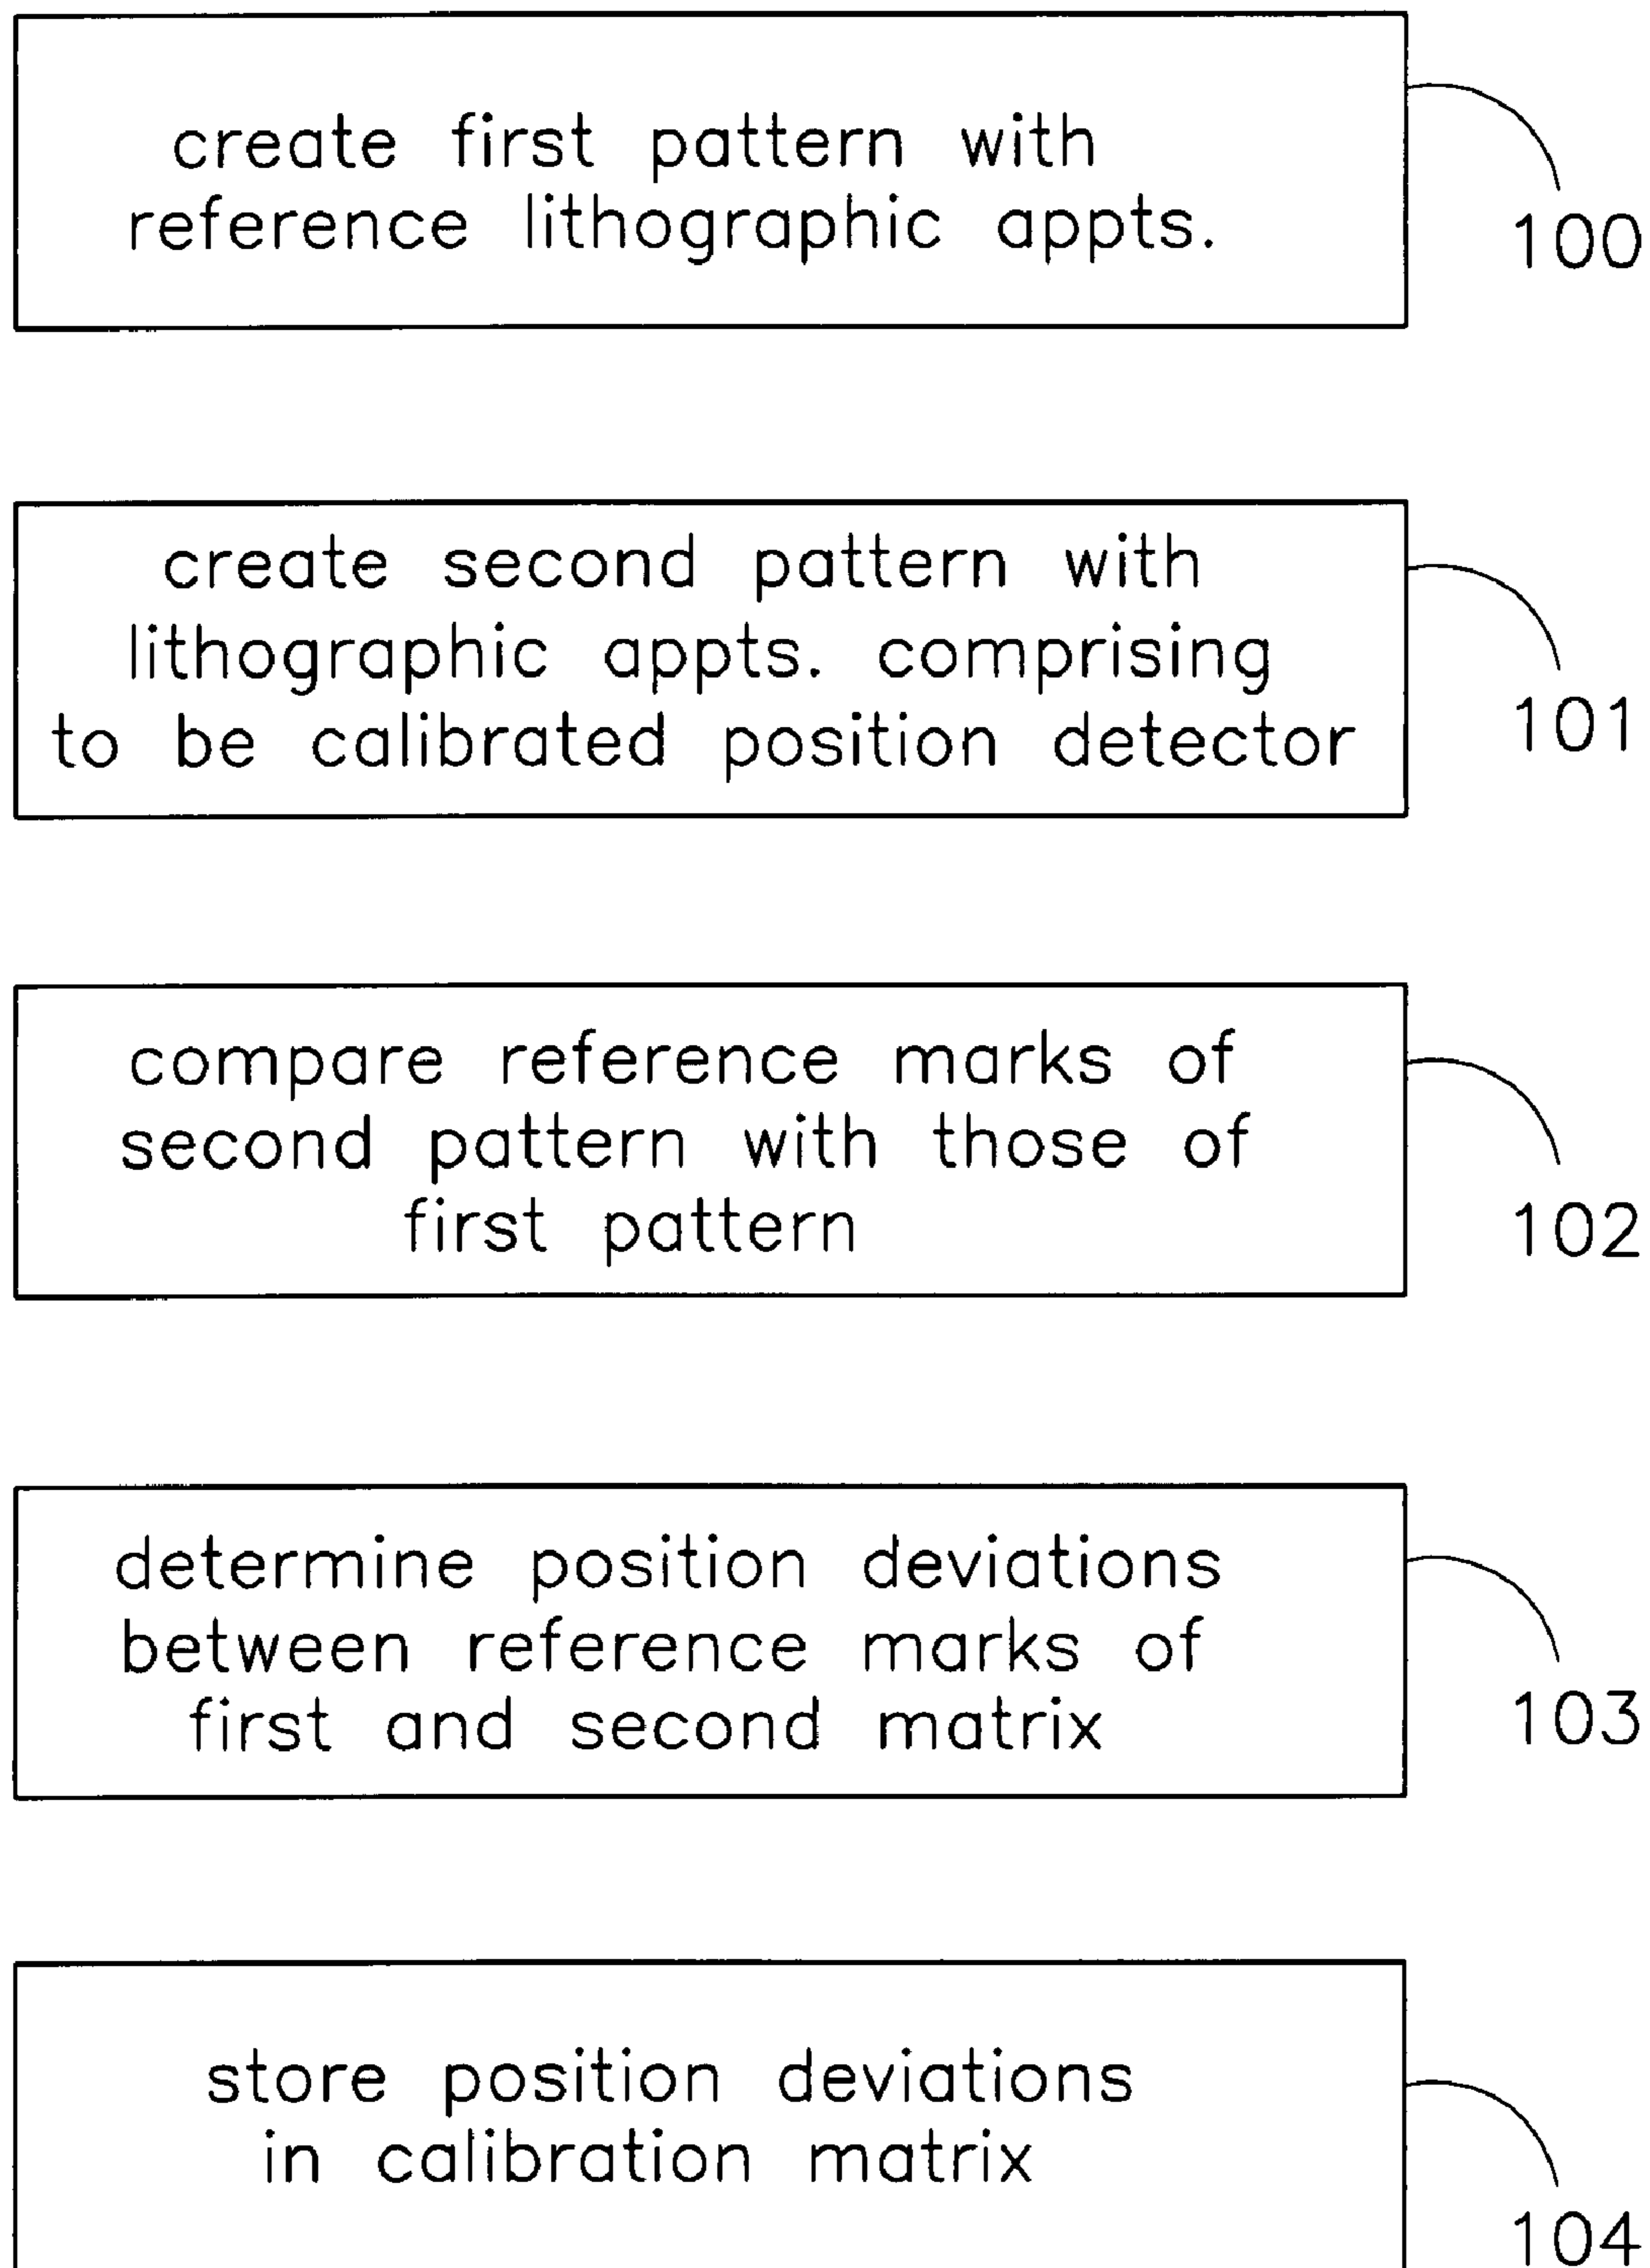 create first pattern with
reference lithographic appts.
100
create second pattern with
lithographic appts. comprising
to be calibrated position detector
101
compare reference marks of
second pattern with those of
first pattern
102
determine position deviations
between reference marks of
first and second matrix
103
store position deviations
in calibration matrix
104